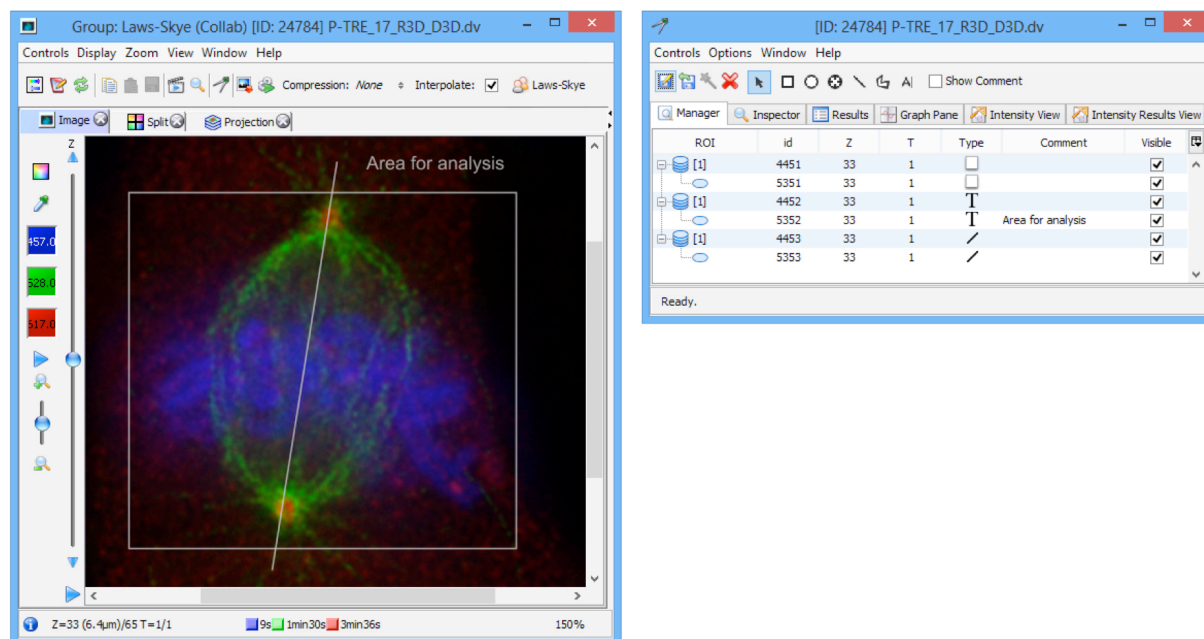 Group: Laws-Skye (Collab) [ID: 24784] P-TRE_17_R3D_D3D.dv
Controls Display Zoom View Window Help
Compression: None Interpolate: Laws-Skye
Image Split Projection
Z
Area for analysis
457.0
528.0
517.0
Z=33 (6.4µm)/65 T=1/1 9s 1min30s 3min36s 150%
[ID: 24784] P-TRE_17_R3D_D3D.dv
Controls Options Window Help
A Show Comment
Manager Inspector Results Graph Pane Intensity View Intensity Results View
ROI id Z T Type Comment Visible
[1] 4451 33 1
5351 33 1
[1] 4452 33 1 T
5352 33 1 T Area for analysis
[1] 4453 33 1
5353 33 1
Ready.